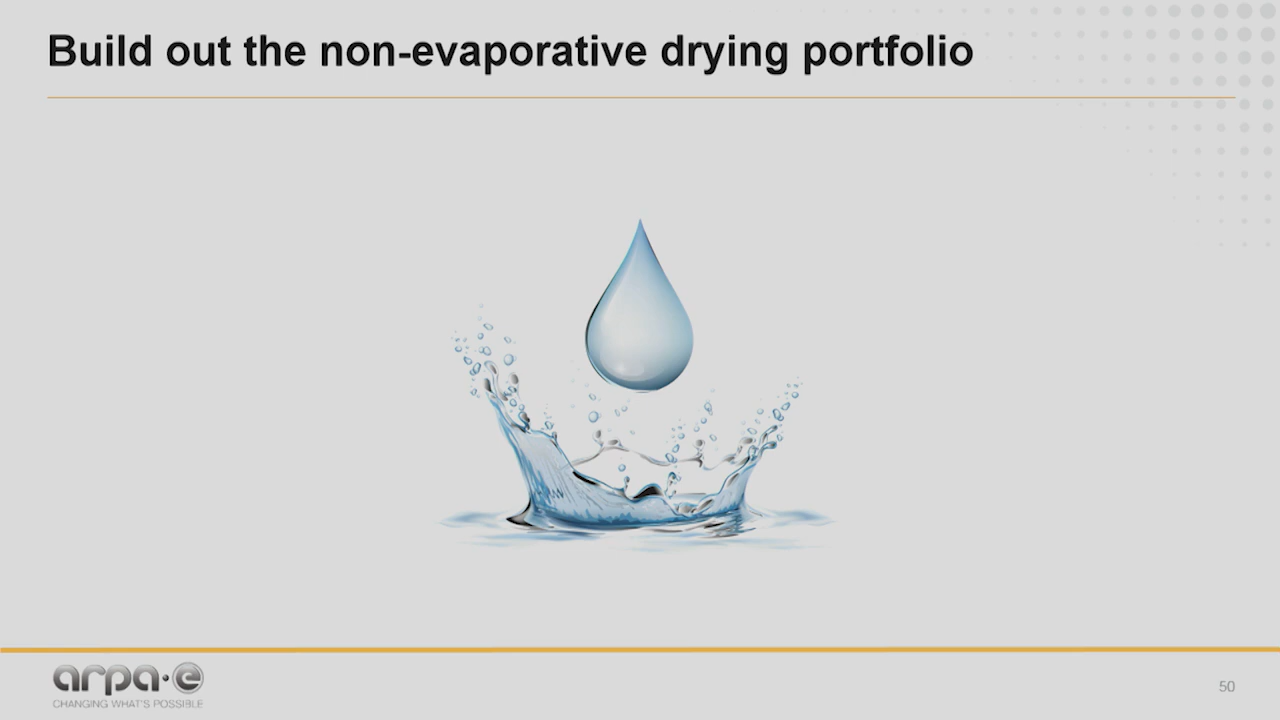 Build out the non-evaporative drying portfolio
arpa·e
CHANGING WHAT'S POSSIBLE
50